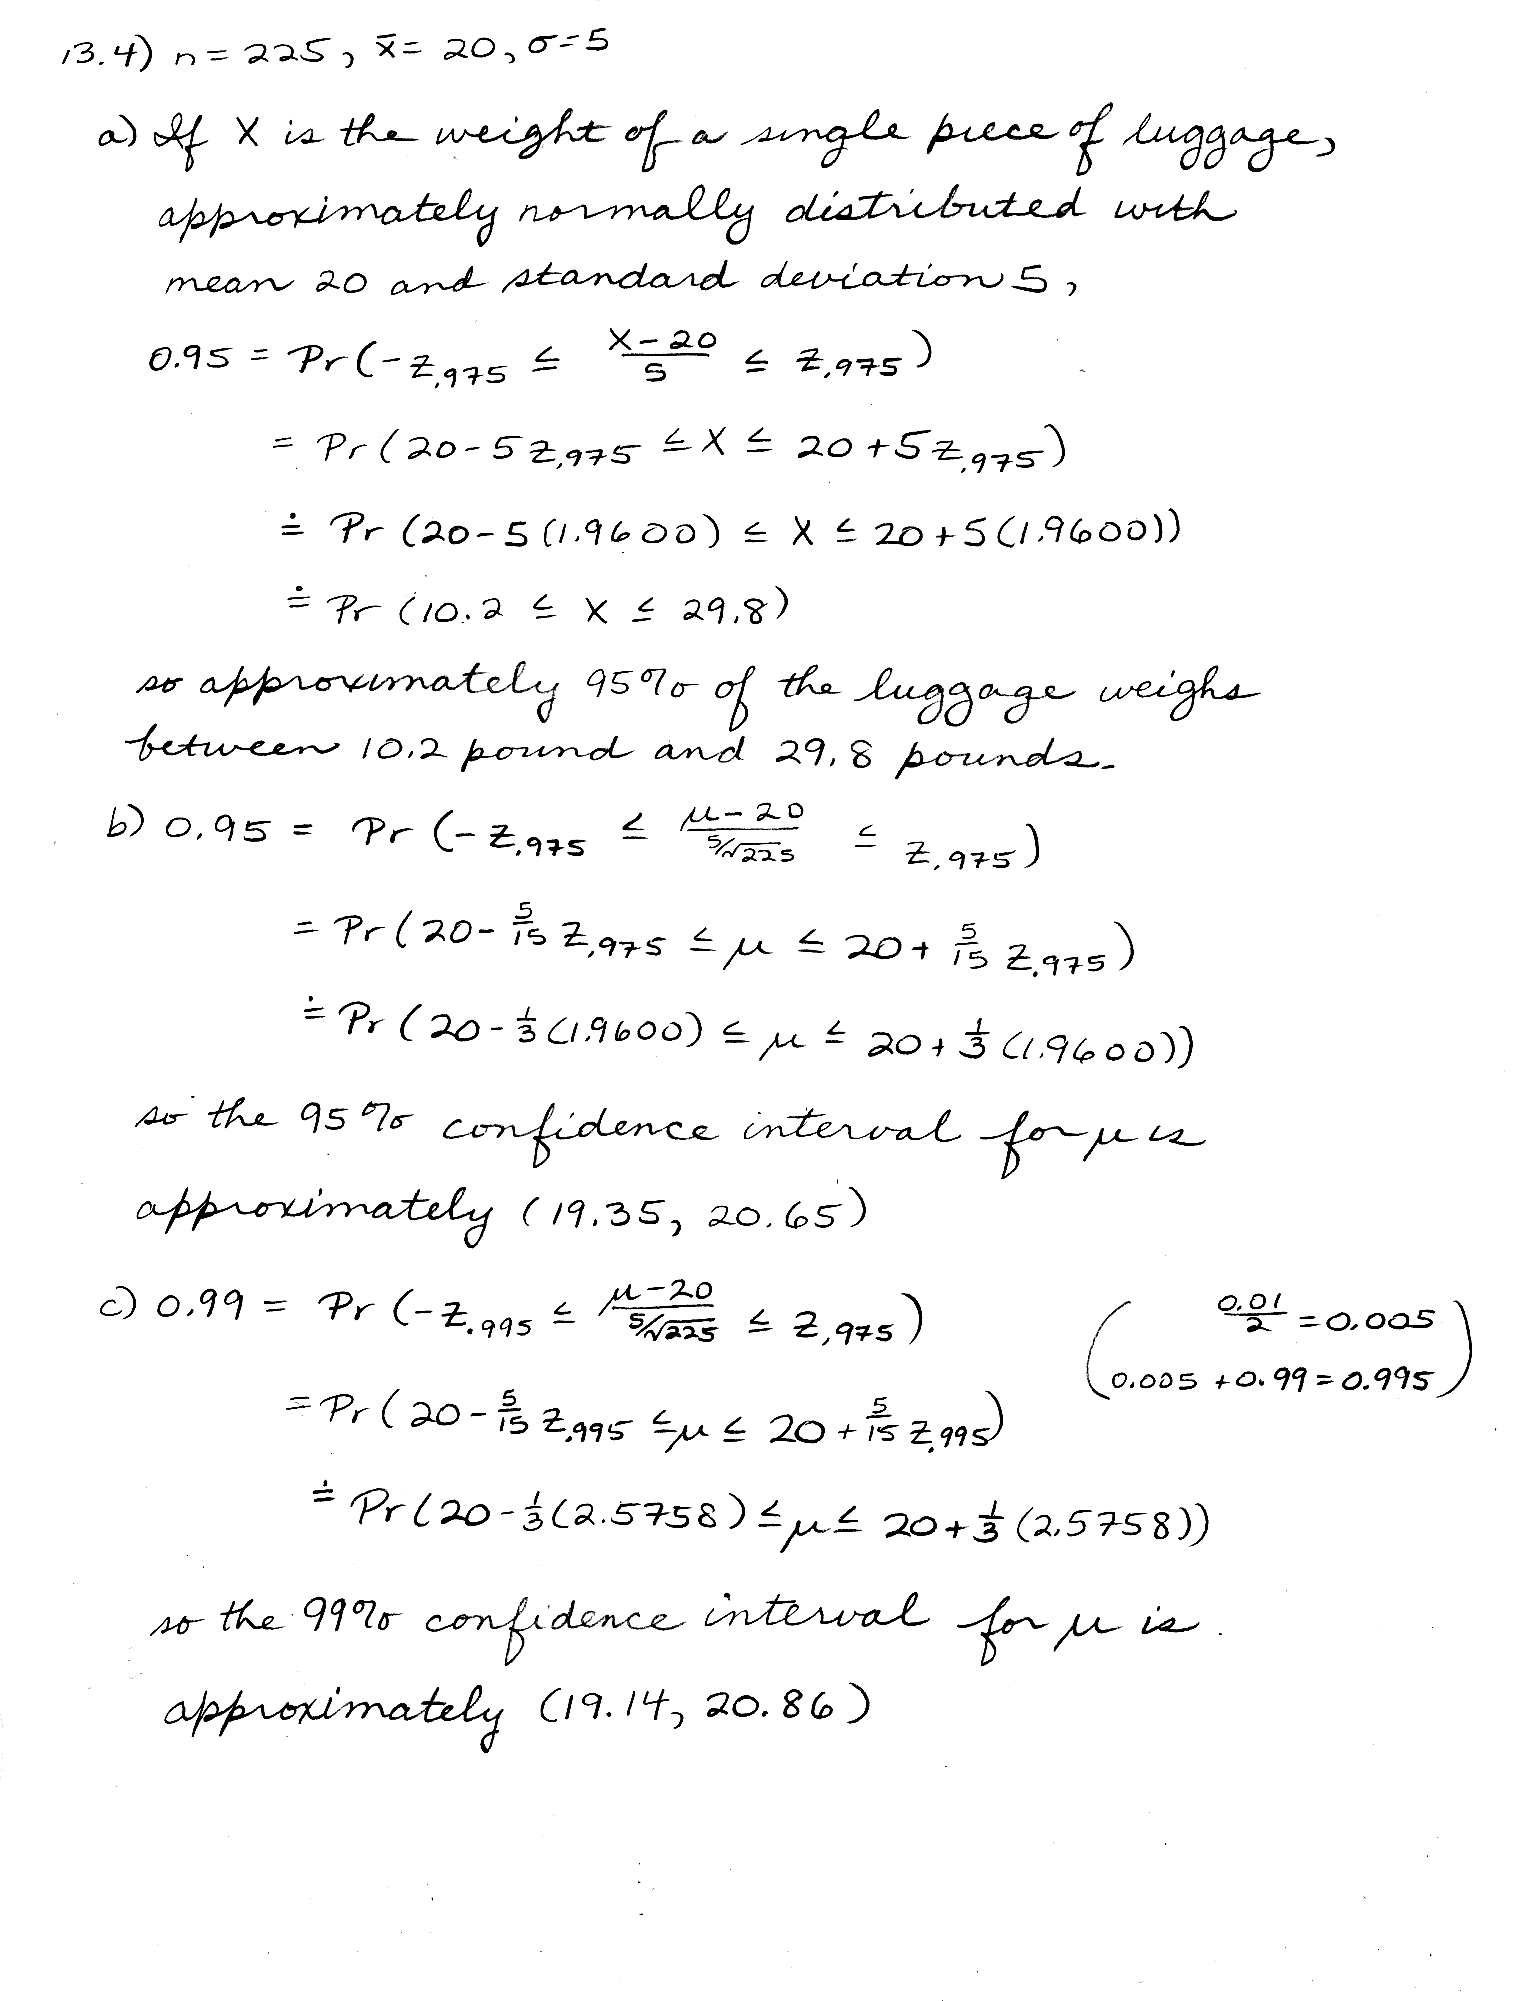 13.4) n = 225, x̄ = 20, σ = 5
a) If X is the weight of a single piece of luggage,
approximately normally distributed with
mean 20 and standard deviation 5,
0.95 = Pr(-z.975 ≤ (X-20)/5 ≤ z.975)
= Pr(20-5z.975 ≤ X ≤ 20+5z.975)
≐ Pr(20-5(1.9600) ≤ X ≤ 20+5(1.9600))
≐ Pr(10.2 ≤ X ≤ 29.8)
so approximately 95% of the luggage weighs
between 10.2 pound and 29.8 pounds.
b) 0.95 = Pr(-z.975 ≤ (μ-20)/(5/√225) ≤ z.975)
= Pr(20-5/15 z.975 ≤ μ ≤ 20+5/15 z.975)
≐ Pr(20-1/3(1.9600) ≤ μ ≤ 20+1/3(1.9600))
so the 95% confidence interval for μ is
approximately (19.35, 20.65)
c) 0.99 = Pr(-z.995 ≤ (μ-20)/(5/√225) ≤ z.975) (0.01/2 = 0.005
0.005 + 0.99 = 0.995)
= Pr(20-5/15 z.995 ≤ μ ≤ 20+5/15 z.995)
≐ Pr(20-1/3(2.5758) ≤ μ ≤ 20+1/3(2.5758))
so the 99% confidence interval for μ is
approximately (19.14, 20.86)